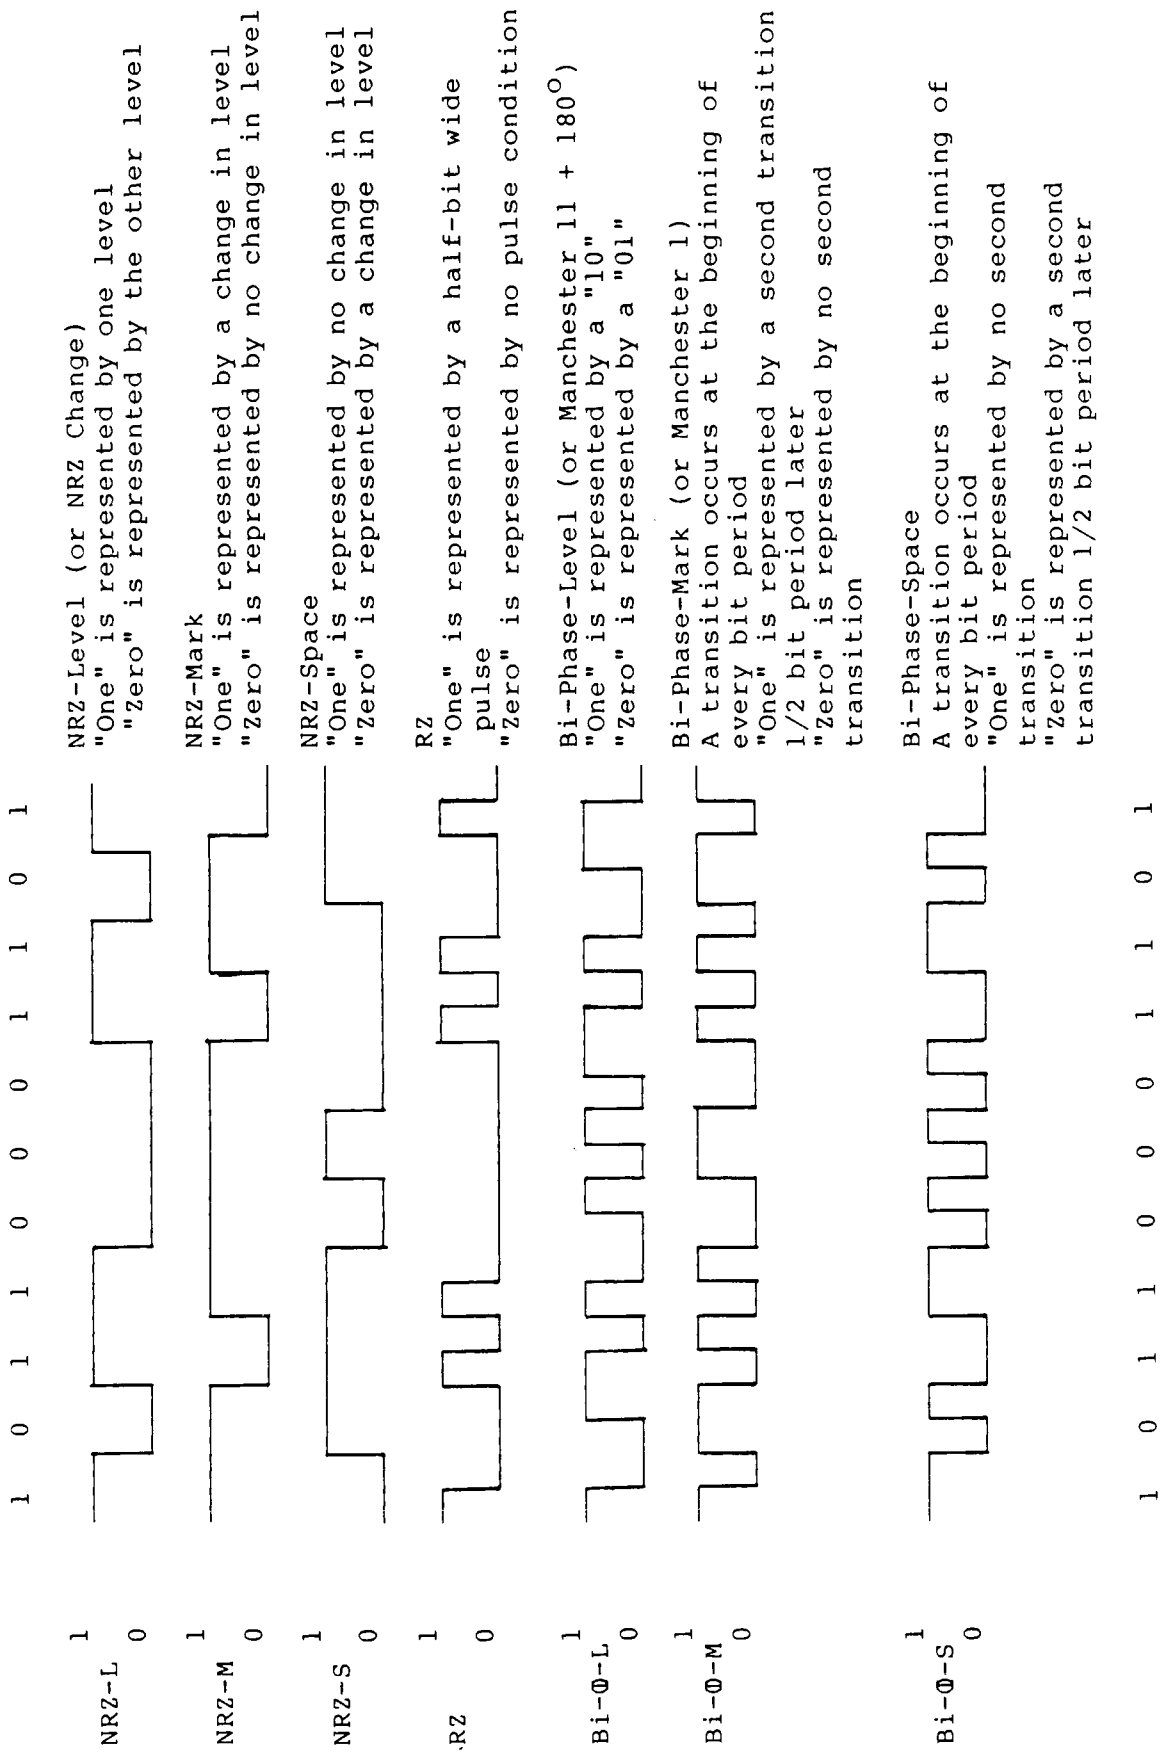 1 0 1 1 0 0 0 1 1 0 1
NRZ-L 1 0
NRZ-Level (or NRZ Change)
"One" is represented by one level
"Zero" is represented by the other level
NRZ-M 1 0
NRZ-Mark
"One" is represented by a change in level
"Zero" is represented by no change in level
NRZ-S 1 0
NRZ-Space
"One" is represented by no change in level
"Zero" is represented by a change in level
RZ 1 0
RZ
"One" is represented by a half-bit wide
pulse
"Zero" is represented by no pulse condition
Bi-Φ-L 1 0
Bi-Phase-Level (or Manchester 11 + 180°)
"One" is represented by a "10"
"Zero" is represented by a "01"
Bi-Φ-M 1 0
Bi-Phase-Mark (or Manchester 1)
A transition occurs at the beginning of
every bit period
"One" is represented by a second transition
1/2 bit period later
"Zero" is represented by no second
transition
Bi-Φ-S 1 0
Bi-Phase-Space
A transition occurs at the beginning of
every bit period
"One" is represented by no second
transition
"Zero" is represented by a second
transition 1/2 bit period later
1 0 1 1 0 0 0 1 1 0 1